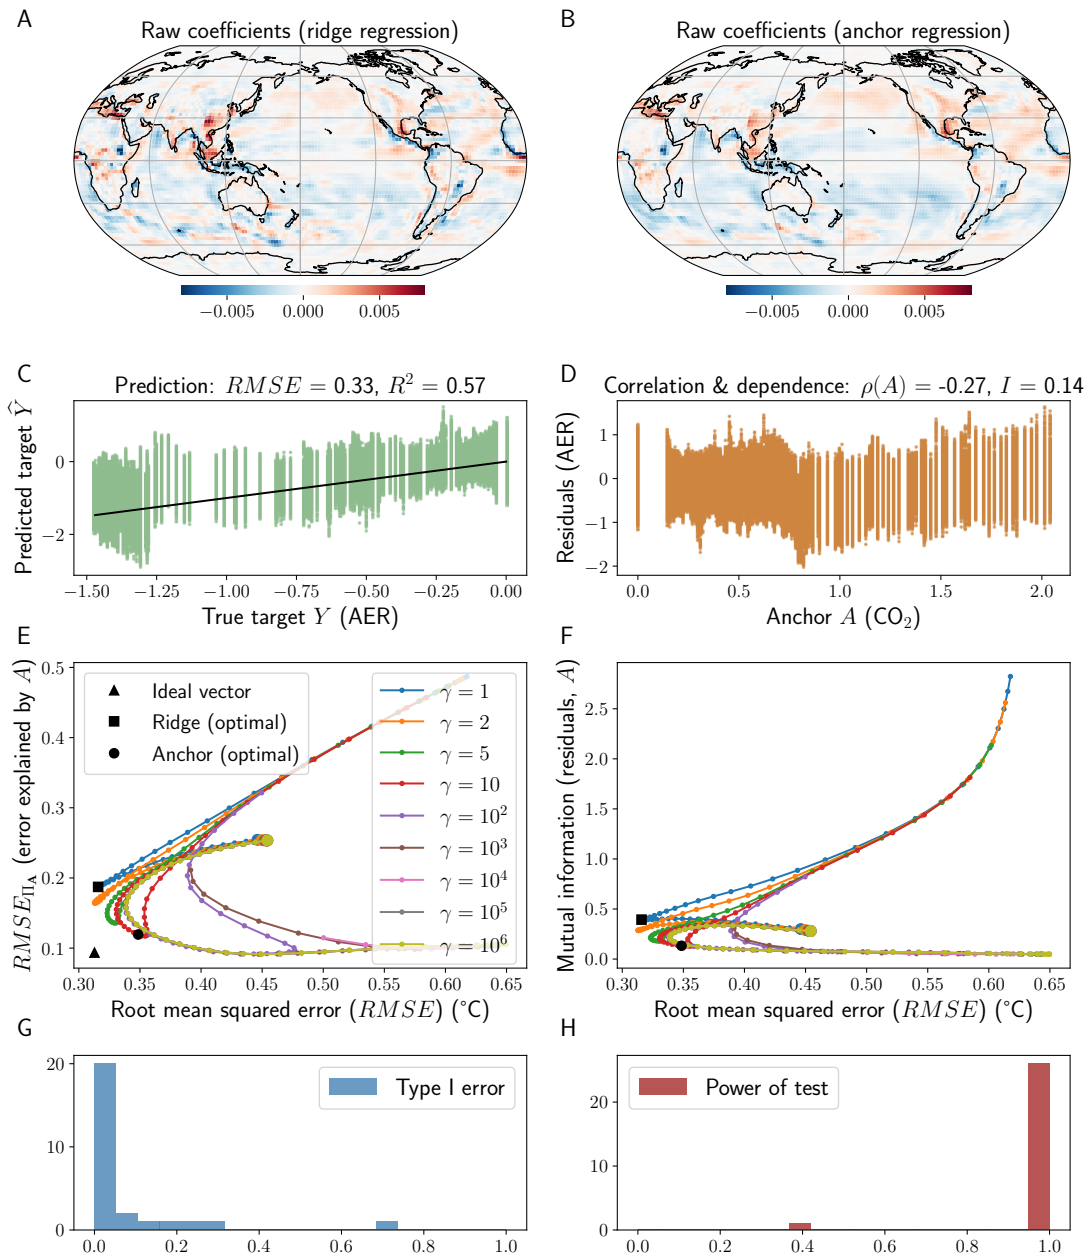 A
Raw coefficients (ridge regression)
−0.005 0.000 0.005
B
Raw coefficients (anchor regression)
−0.005 0.000 0.005
C
Prediction: RMSE = 0.33, R² = 0.57
Predicted target Ŷ
0
−2
−1.50 −1.25 −1.00 −0.75 −0.50 −0.25 0.00
True target Y (AER)
D
Correlation & dependence: ρ(A) = -0.27, I = 0.14
Residuals (AER)
1
0
−1
−2
0.0 0.5 1.0 1.5 2.0
Anchor A (CO₂)
E
RMSE_{Π_A} (error explained by A)
0.5
0.4
0.3
0.2
0.1
Ideal vector
Ridge (optimal)
Anchor (optimal)
γ = 1
γ = 2
γ = 5
γ = 10
γ = 10²
γ = 10³
γ = 10⁴
γ = 10⁵
γ = 10⁶
0.30 0.35 0.40 0.45 0.50 0.55 0.60 0.65
Root mean squared error (RMSE) (°C)
F
Mutual information (residuals, A)
2.5
2.0
1.5
1.0
0.5
0.0
0.30 0.35 0.40 0.45 0.50 0.55 0.60 0.65
Root mean squared error (RMSE) (°C)
G
20
10
0
Type I error
0.0 0.2 0.4 0.6 0.8 1.0
H
20
10
0
Power of test
0.0 0.2 0.4 0.6 0.8 1.0